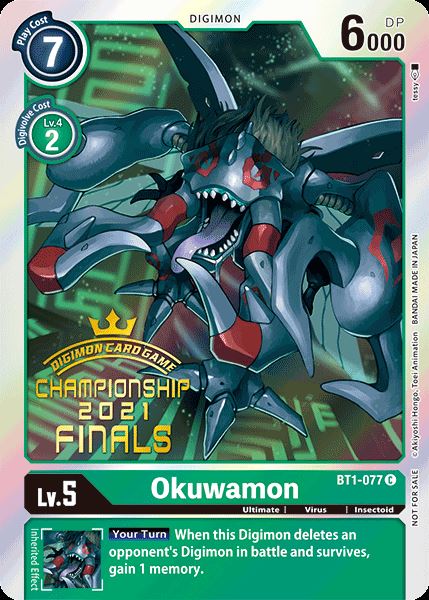 DIGIMON
Play Cost
7
6000
DP
Digivolve Cost
Lv.4
2
tessy
©Akiyoshi Hongo, Toei Animation BANDAI MADE IN JAPAN
NOT FOR SALE
DIGIMON CARD GAME
CHAMPIONSHIP
2021
FINALS
BT1-077 C
Lv.5
Okuwamon
Ultimate | Virus | Insectoid
Inherited Effect
Your Turn When this Digimon deletes an
opponent's Digimon in battle and survives,
gain 1 memory.